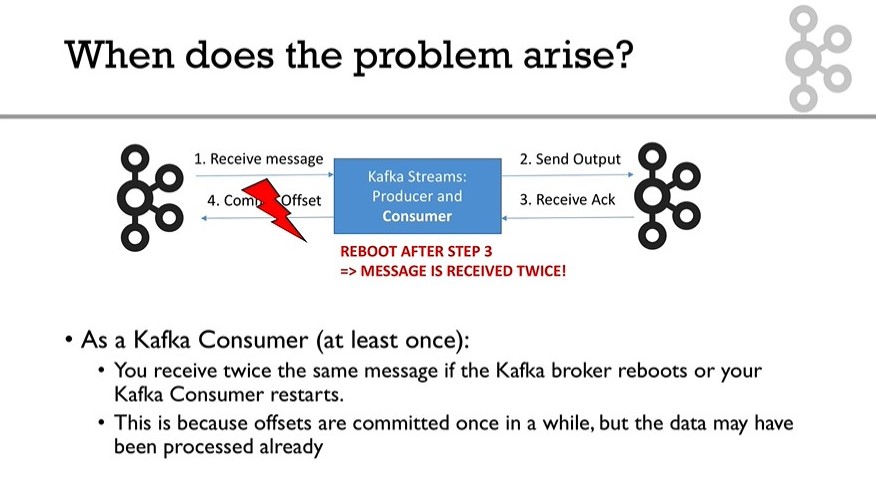 When does the problem arise?
1. Receive message
2. Send Output
Kafka Streams:
Producer and
Consumer
4. Com Offset
3. Receive Ack
REBOOT AFTER STEP 3
=> MESSAGE IS RECEIVED TWICE!
• As a Kafka Consumer (at least once):
• You receive twice the same message if the Kafka broker reboots or your
Kafka Consumer restarts.
• This is because offsets are committed once in a while, but the data may have
been processed already